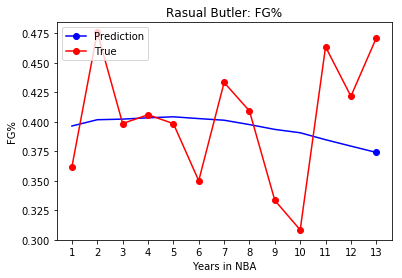 Rasual Butler: FG%
Prediction
True
0.475
0.450
0.425
0.400
0.375
0.350
0.325
0.300
FG%
1 2 3 4 5 6 7 8 9 10 11 12 13
Years in NBA